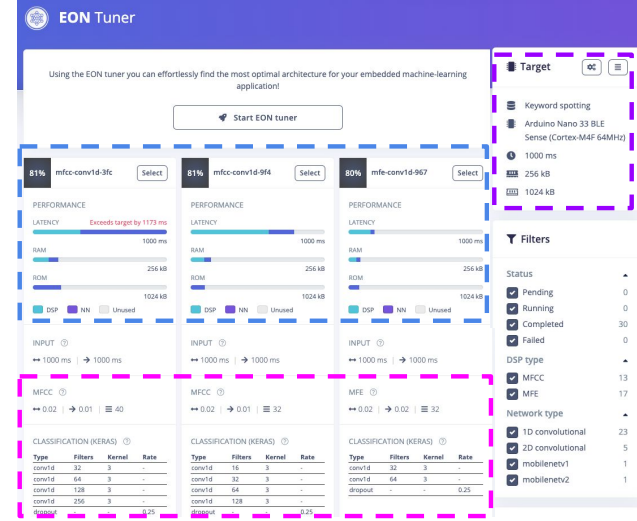 EON Tuner
Using the EON tuner you can effortlessly find the most optimal architecture for your embedded machine-learning
application!
Start EON tuner
81% mfcc-conv1d-3fc Select
PERFORMANCE
LATENCY Exceeds target by 1173 ms
1000 ms
RAM
256 kB
ROM
1024 kB
DSP NN Unused
INPUT
1000 ms | 1000 ms
MFCC
0.02 | 0.01 | 40
CLASSIFICATION (KERAS)
Type Filters Kernel Rate
conv1d 32 3 -
conv1d 64 3 -
conv1d 128 3 -
conv1d 256 3 -
dropout - - 0.25
81% mfcc-conv1d-9f4 Select
PERFORMANCE
LATENCY
1000 ms
RAM
256 kB
ROM
1024 kB
DSP NN Unused
INPUT
1000 ms | 1000 ms
MFCC
0.02 | 0.01 | 32
CLASSIFICATION (KERAS)
Type Filters Kernel Rate
conv1d 16 3 -
conv1d 32 3 -
conv1d 64 3 -
conv1d 128 3 -
dropout - - 0.25
80% mfe-conv1d-967 Select
PERFORMANCE
LATENCY
1000 ms
RAM
256 kB
ROM
1024 kB
DSP NN Unused
INPUT
1000 ms | 1000 ms
MFE
0.02 | 0.02 | 32
CLASSIFICATION (KERAS)
Type Filters Kernel Rate
conv1d 32 3 -
conv1d 64 3 -
dropout - - 0.25
Target
Keyword spotting
Arduino Nano 33 BLE
Sense (Cortex-M4F 64MHz)
1000 ms
256 kB
1024 kB
Filters
Status
Pending 0
Running 0
Completed 30
Failed 0
DSP type
MFCC 13
MFE 17
Network type
1D convolutional 23
2D convolutional 5
mobilenetv1 1
mobilenetv2 1